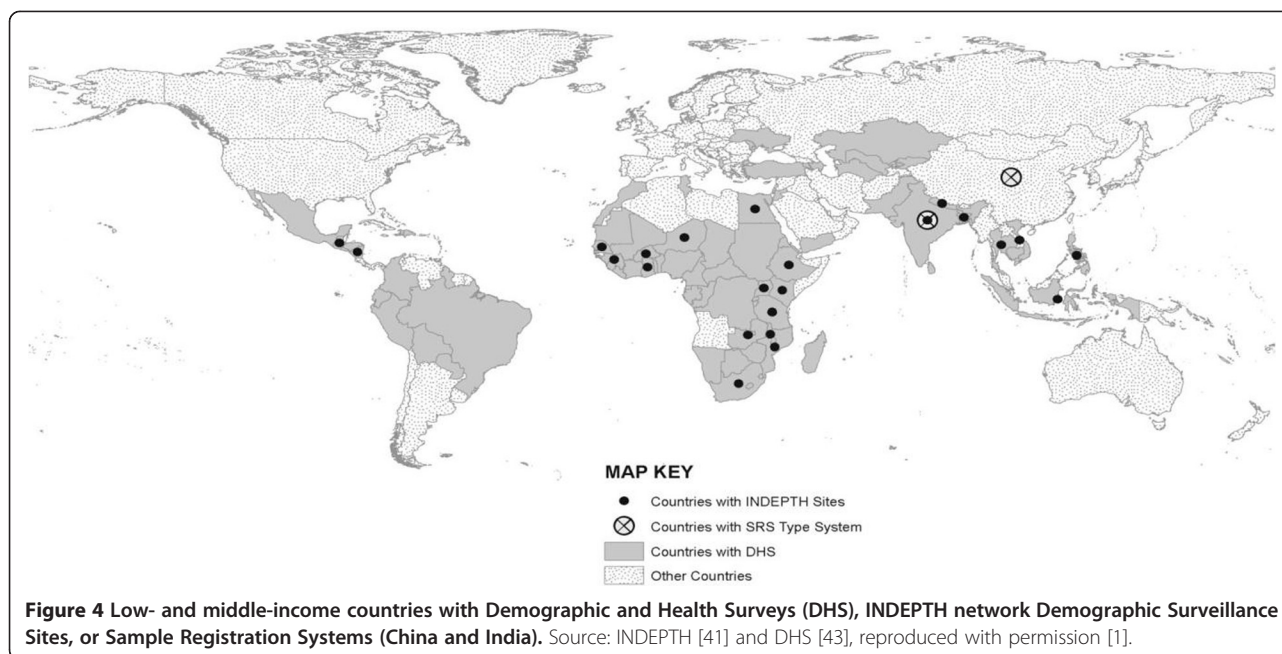 MAP KEY
Countries with INDEPTH Sites
Countries with SRS Type System
Countries with DHS
Other Countries
Figure 4 Low- and middle-income countries with Demographic and Health Surveys (DHS), INDEPTH network Demographic Surveillance
Sites, or Sample Registration Systems (China and India). Source: INDEPTH [41] and DHS [43], reproduced with permission [1].